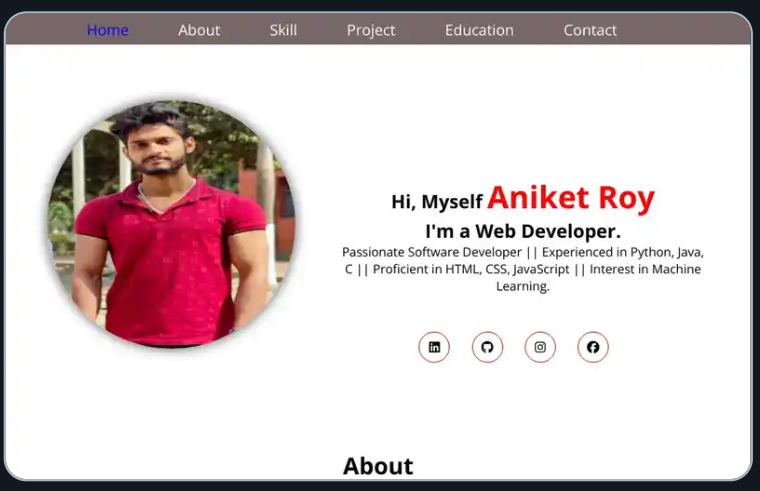 Home About Skill Project Education Contact
Hi, Myself Aniket Roy
I'm a Web Developer.
Passionate Software Developer || Experienced in Python, Java,
C || Proficient in HTML, CSS, JavaScript || Interest in Machine
Learning.
About